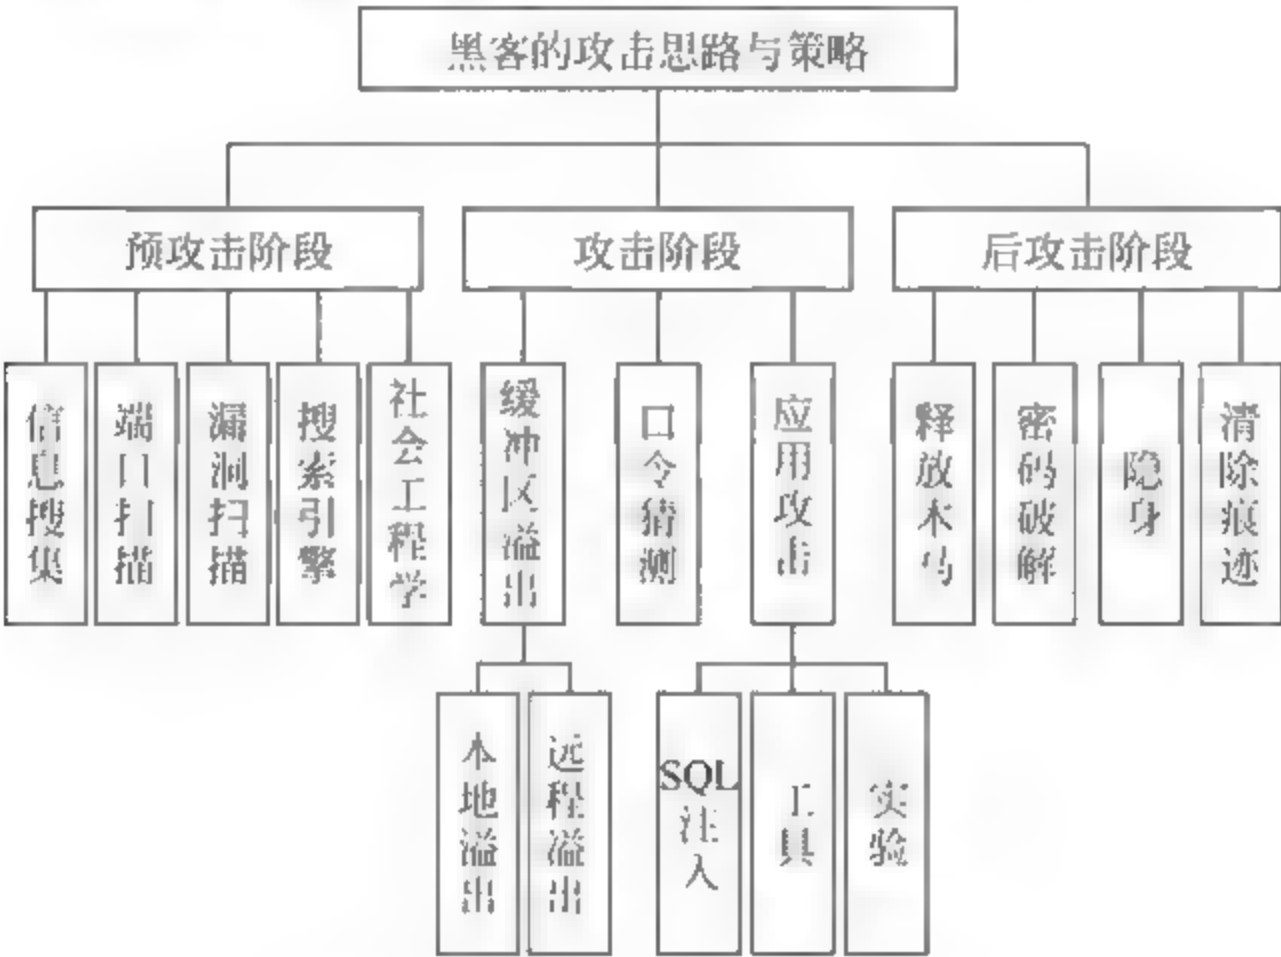 黑客的攻击思路与策略
预攻击阶段
攻击阶段
后攻击阶段
信息搜集
端口扫描
漏洞扫描
搜索引擎
社会工程学
缓冲区溢出
口令猜测
应用攻击
释放木马
密码破解
隐身
清除痕迹
本地溢出
远程溢出
SQL注入
工具
实验